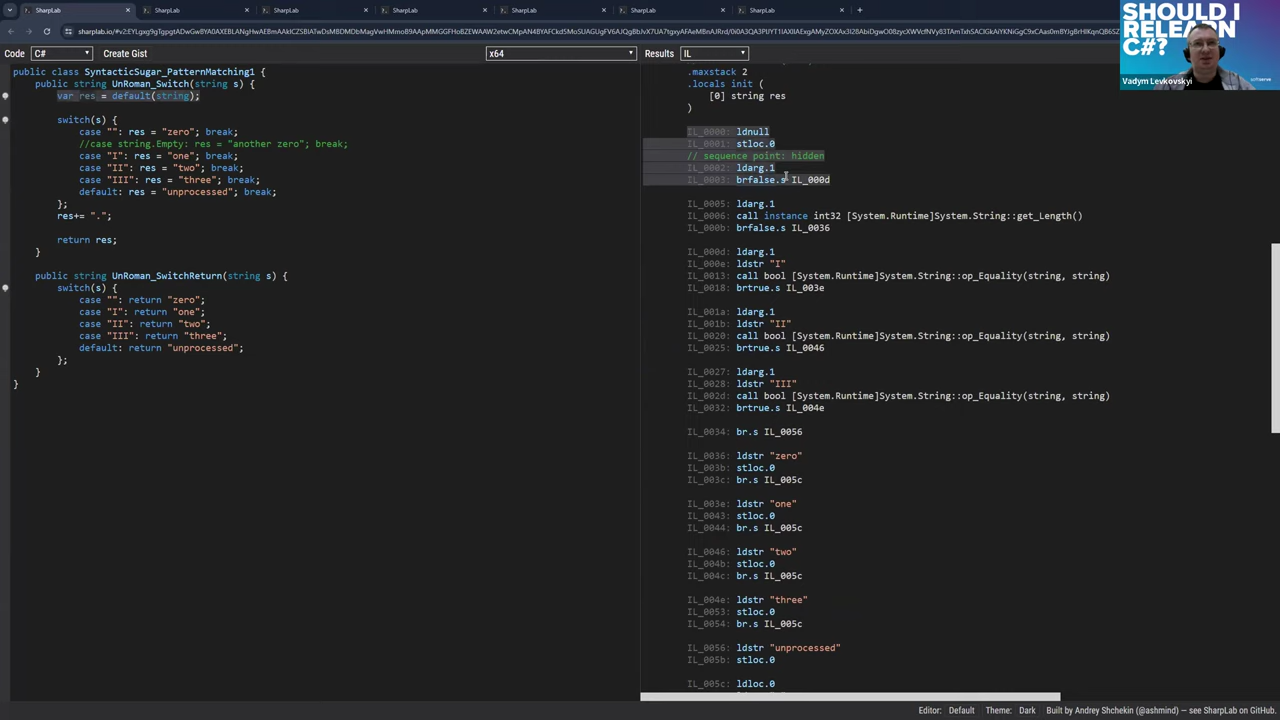 SharpLab
SharpLab
SharpLab
SharpLab
SharpLab
SharpLab
SharpLab
Code
C#
Create Gist
x64
Results
IL
public class SyntacticSugar_PatternMatching1 {
public string UnRoman_Switch(string s) {
var res = default(string);
switch(s) {
case "": res = "zero"; break;
//case string.Empty: res = "another zero"; break;
case "I": res = "one"; break;
case "II": res = "two"; break;
case "III": res = "three"; break;
default: res = "unprocessed"; break;
};
res+= ".";
return res;
}
public string UnRoman_SwitchReturn(string s) {
switch(s) {
case "": return "zero";
case "I": return "one";
case "II": return "two";
case "III": return "three";
default: return "unprocessed";
};
}
}
.maxstack 2
.locals init (
[0] string res
)
IL_0000: ldnull
IL_0001: stloc.0
// sequence point: hidden
IL_0002: ldarg.1
IL_0003: brfalse.s IL_000d
IL_0005: ldarg.1
IL_0006: call instance int32 [System.Runtime]System.String::get_Length()
IL_000b: brfalse.s IL_0036
IL_000d: ldarg.1
IL_000e: ldstr "I"
IL_0013: call bool [System.Runtime]System.String::op_Equality(string, string)
IL_0018: brtrue.s IL_003e
IL_001a: ldarg.1
IL_001b: ldstr "II"
IL_0020: call bool [System.Runtime]System.String::op_Equality(string, string)
IL_0025: brtrue.s IL_0046
IL_0027: ldarg.1
IL_0028: ldstr "III"
IL_002d: call bool [System.Runtime]System.String::op_Equality(string, string)
IL_0032: brtrue.s IL_004e
IL_0034: br.s IL_0056
IL_0036: ldstr "zero"
IL_003b: stloc.0
IL_003c: br.s IL_005c
IL_003e: ldstr "one"
IL_0043: stloc.0
IL_0044: br.s IL_005c
IL_0046: ldstr "two"
IL_004b: stloc.0
IL_004c: br.s IL_005c
IL_004e: ldstr "three"
IL_0053: stloc.0
IL_0054: br.s IL_005c
IL_0056: ldstr "unprocessed"
IL_005b: stloc.0
IL_005c: ldloc.0
SHOULD I
RELEARN
C#?
Vadym Levkovskyi
softserve
Editor: Default
Theme: Dark
Built by Andrey Shchekin (@ashmind) — see SharpLab on GitHub.